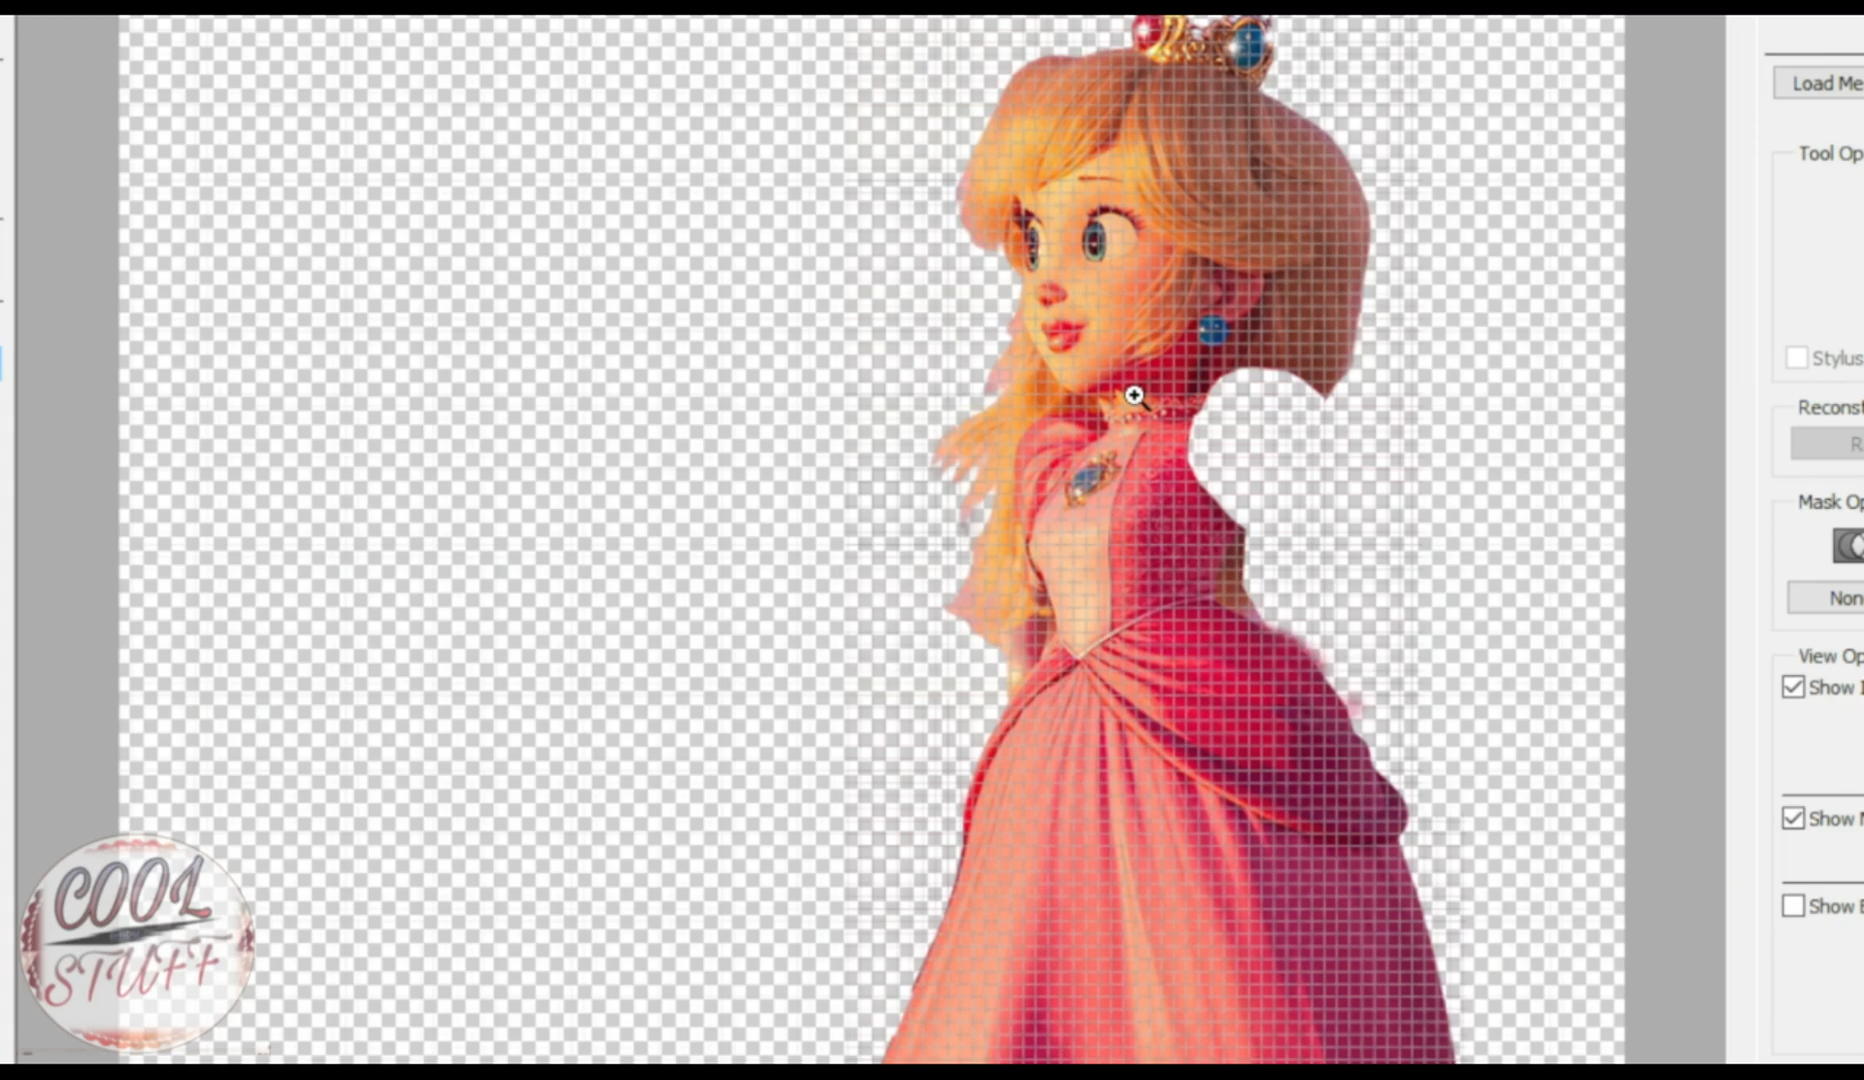 Load Me
Tool Op
Stylus
Reconst
R
Mask Op
Non
View Op
Show I
Show M
Show B
COOL
STUFF